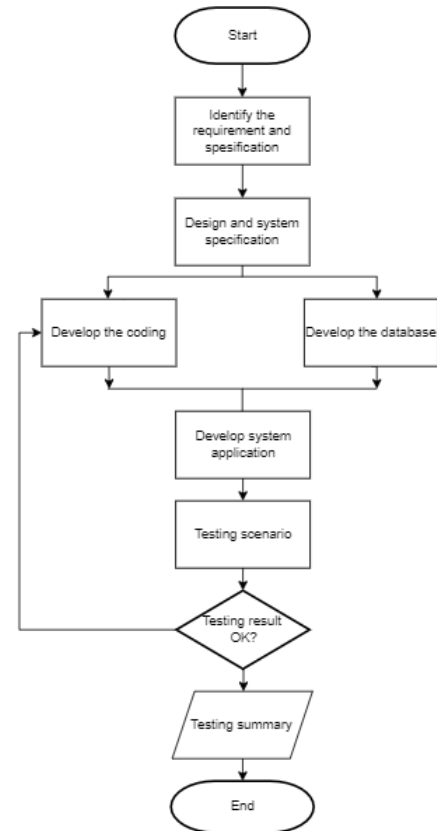 Start
Identify the
requirement and
spesification
Design and system
specification
Develop the coding
Develop the database
Develop system
application
Testing scenario
Testing result
OK?
Testing summary
End